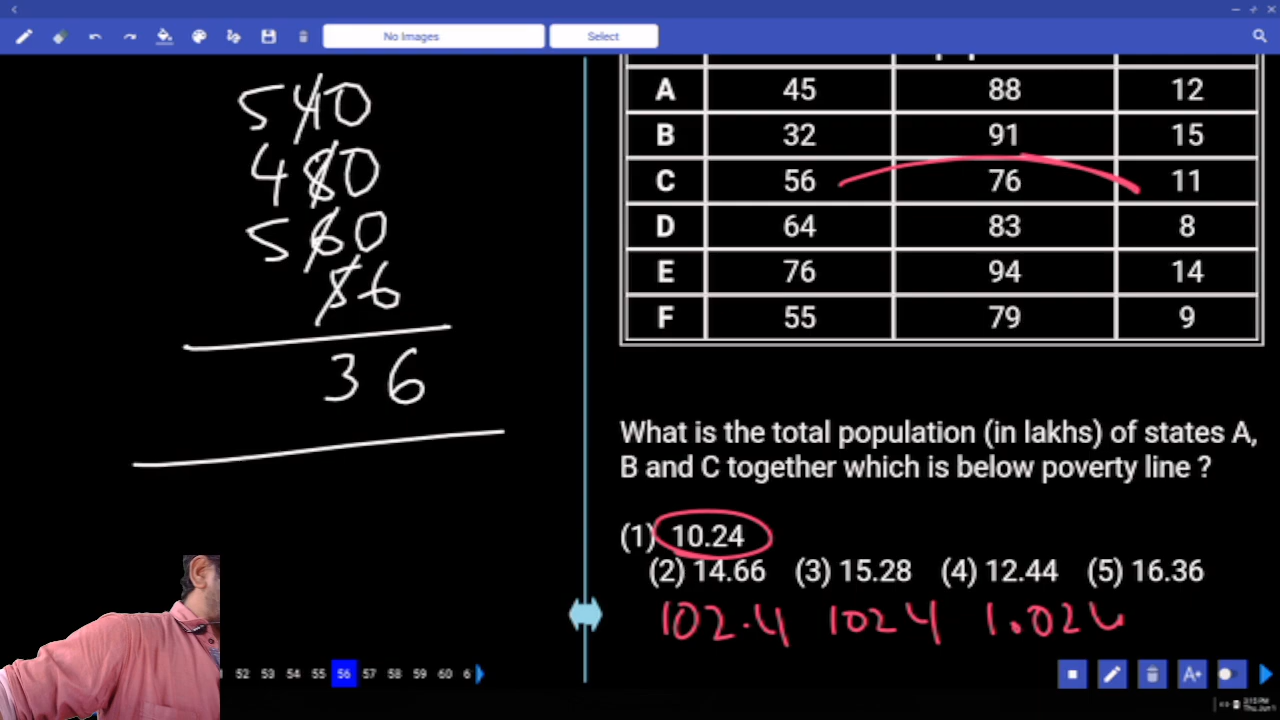 No Images
Select
540
480
560
56
36
A 45 88 12
B 32 91 15
C 56 76 11
D 64 83 8
E 76 94 14
F 55 79 9
What is the total population (in lakhs) of states A,
B and C together which is below poverty line ?
(1) 10.24
(2) 14.66 (3) 15.28 (4) 12.44 (5) 16.36
102.4 1024 1.024
52 53 54 55 56 57 58 59 60 6
A+